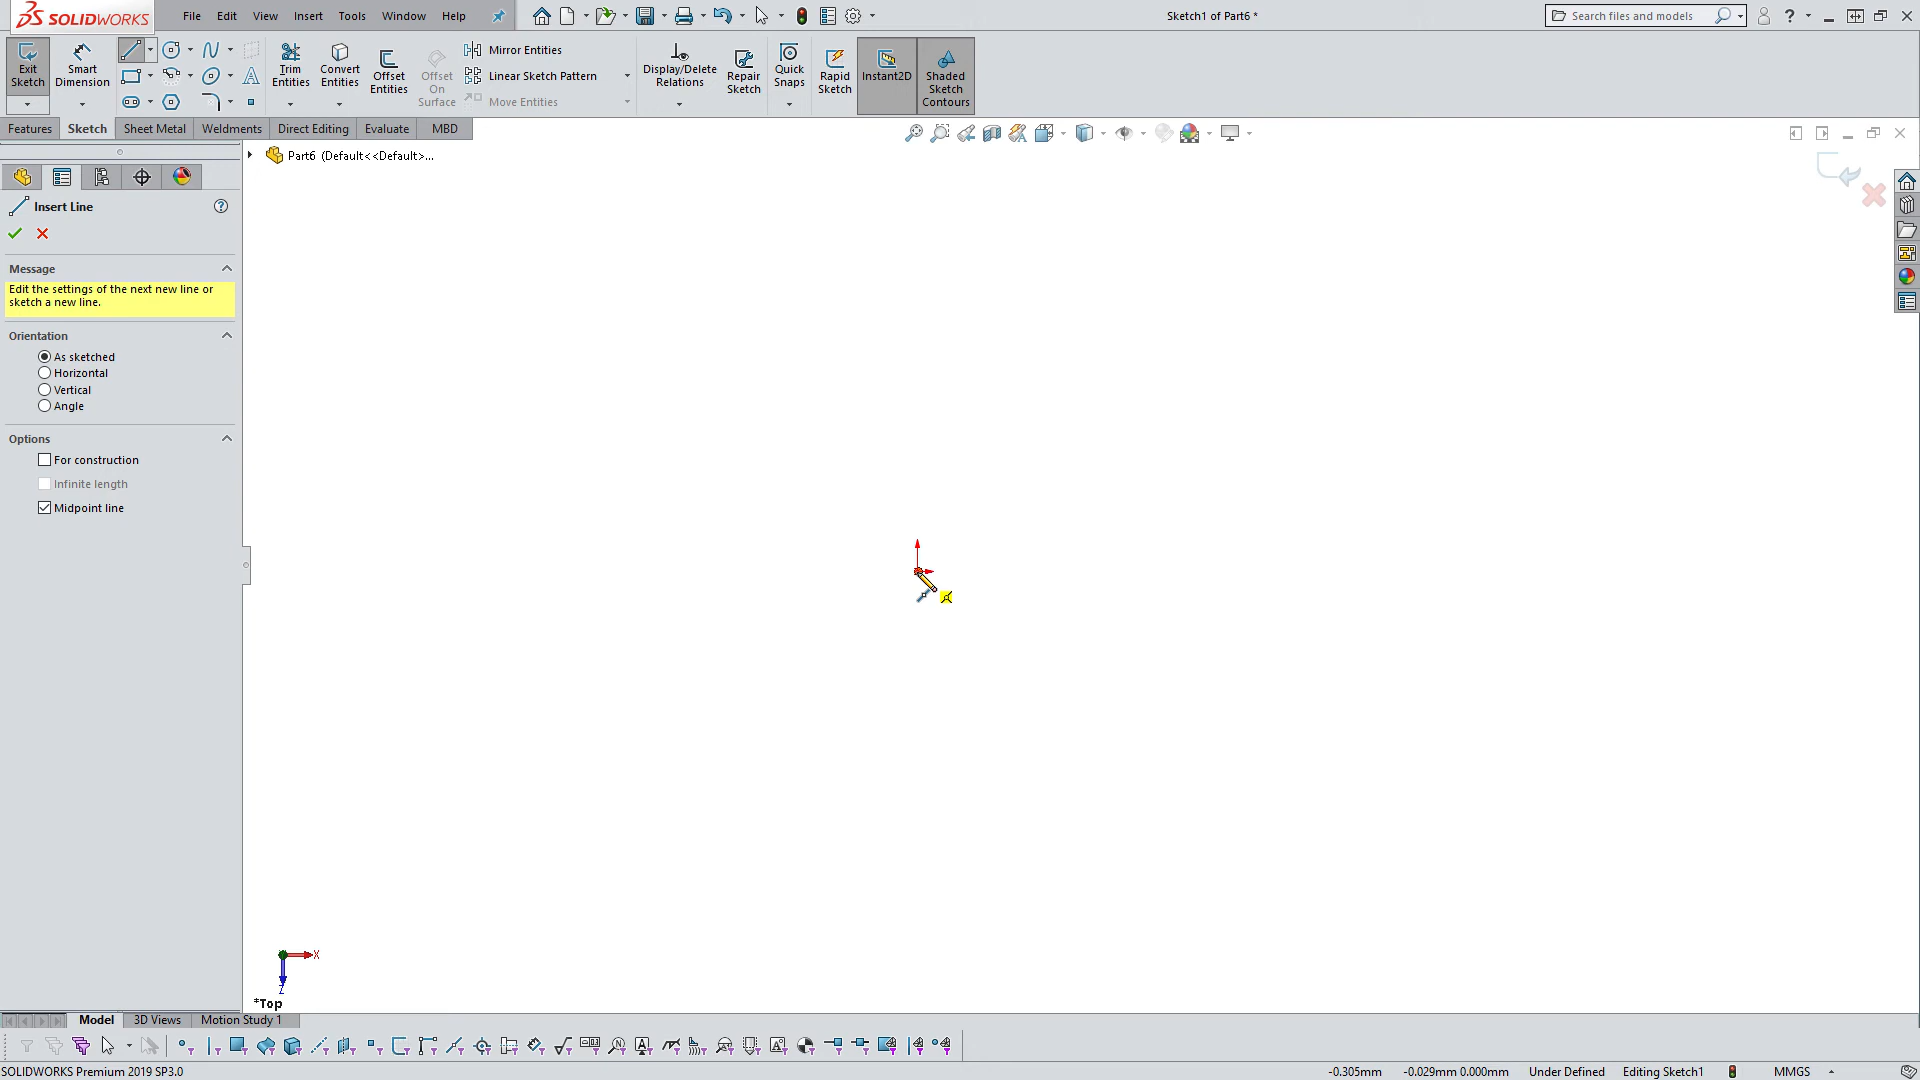 SOLIDWORKS
File Edit View Insert Tools Window Help
Sketch1 of Part6 *
Search files and models
Exit Sketch
Smart Dimension
Trim Entities
Convert Entities
Offset Entities
Offset On Surface
Mirror Entities
Linear Sketch Pattern
Move Entities
Display/Delete Relations
Repair Sketch
Quick Snaps
Rapid Sketch
Instant2D
Shaded Sketch Contours
Features Sketch Sheet Metal Weldments Direct Editing Evaluate MBD
Part6 (Default<<Default>...
Insert Line
Message
Edit the settings of the next new line or
sketch a new line.
Orientation
As sketched
Horizontal
Vertical
Angle
Options
For construction
Infinite length
Midpoint line
X
Z
*Top
Model 3D Views Motion Study 1
SOLIDWORKS Premium 2019 SP3.0
-0.305mm -0.029mm 0.000mm Under Defined Editing Sketch1 MMGS